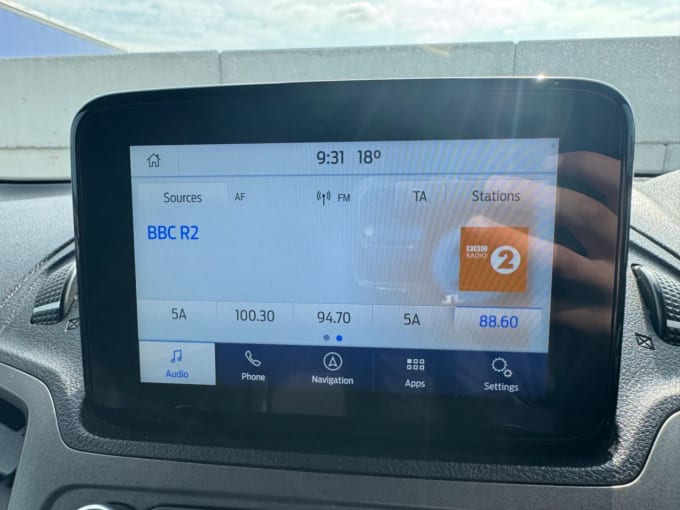 9:31 18°
Sources AF FM TA Stations
BBC R2
BBC
RADIO 2
5A 100.30 94.70 5A 88.60
Audio Phone Navigation Apps Settings